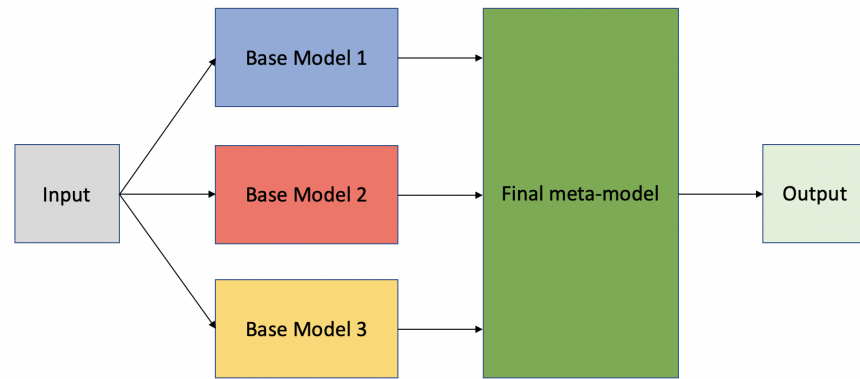 Base Model 1
Input
Base Model 2
Final meta-model
Output
Base Model 3